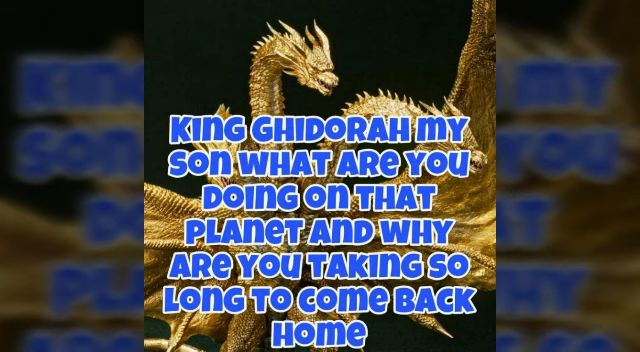 King Ghidorah my
son what are you
doing on that
planet and why
are you taking so
long to come back
home